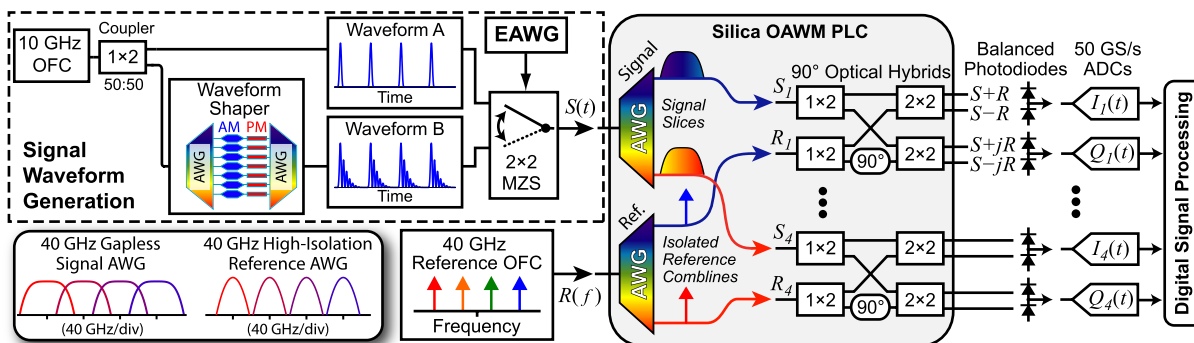 10 GHz
OFC
Coupler
1×2
50:50
Waveform A
Time
EAWG
Waveform
Shaper
AM PM
AWG
AWG
Waveform B
Time
2×2
MZS
S(t)
Signal
Waveform
Generation
40 GHz Gapless
Signal AWG
(40 GHz/div)
40 GHz High-Isolation
Reference AWG
(40 GHz/div)
40 GHz
Reference OFC
Frequency
R(f)
Silica OAWM PLC
Signal
AWG
Signal
Slices
Ref.
AWG
Isolated
Reference
Comblines
90° Optical Hybrids
S1
1×2
2×2
R1
1×2
90°
2×2
S4
1×2
2×2
R4
1×2
90°
2×2
Balanced
Photodiodes
S+R
S−R
S+jR
S−jR
50 GS/s
ADCs
I1(t)
Q1(t)
I4(t)
Q4(t)
Digital Signal Processing